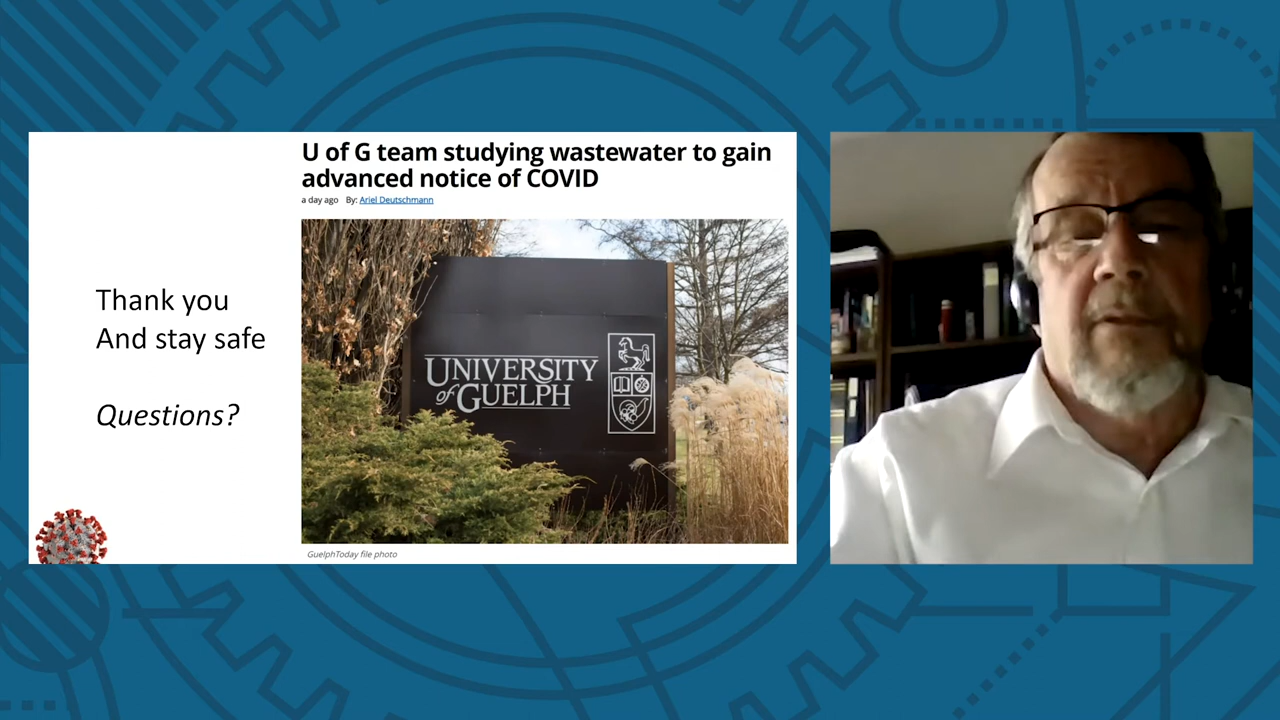 U of G team studying wastewater to gain
advanced notice of COVID
a day ago By: Ariel Deutschmann
Thank you
And stay safe
Questions?
UNIVERSITY
of GUELPH
GuelphToday file photo